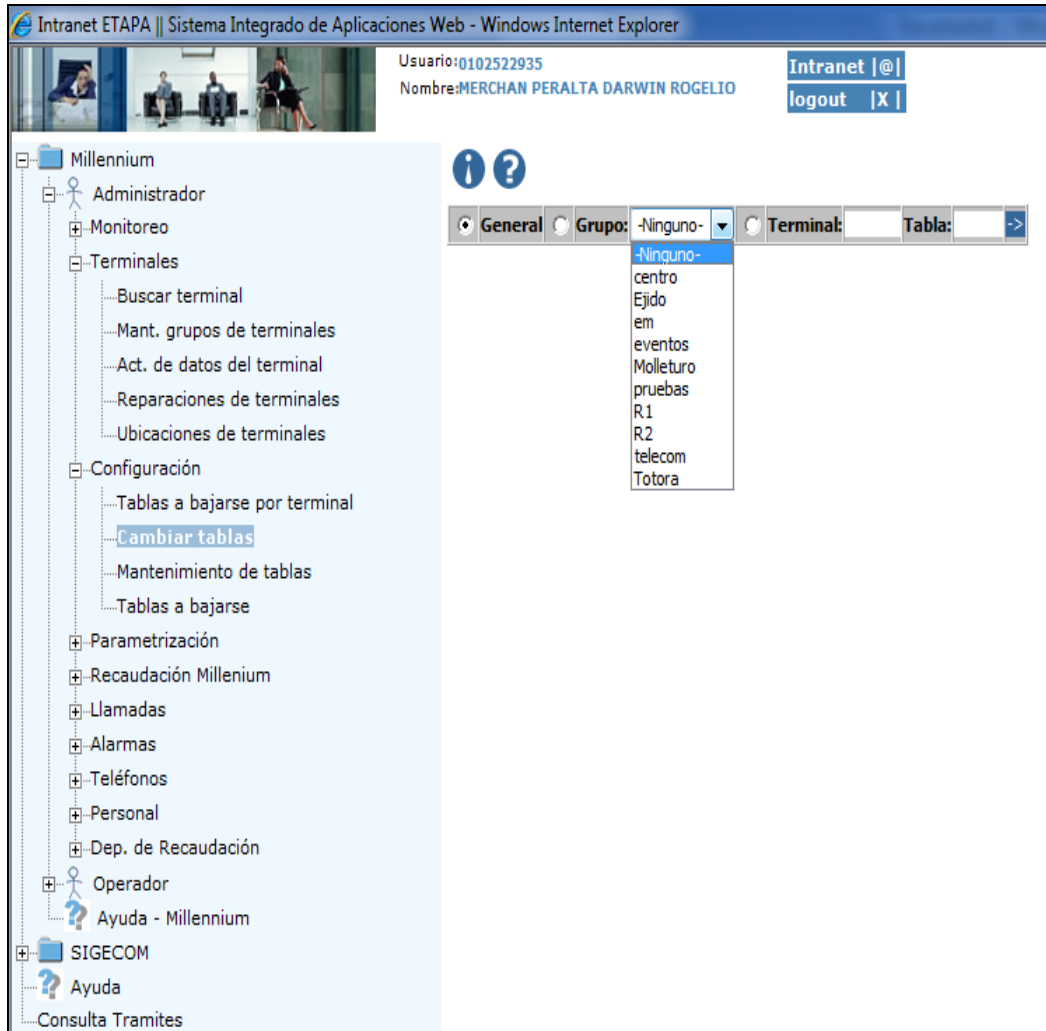 Intranet ETAPA || Sistema Integrado de Aplicaciones Web - Windows Internet Explorer
Usuario:0102522935
Nombre:MERCHAN PERALTA DARWIN ROGELIO
Intranet |@|
logout |X |
Millennium
Administrador
Monitoreo
Terminales
Buscar terminal
Mant. grupos de terminales
Act. de datos del terminal
Reparaciones de terminales
Ubicaciones de terminales
Configuración
Tablas a bajarse por terminal
Cambiar tablas
Mantenimiento de tablas
Tablas a bajarse
Parametrización
Recaudación Millenium
Llamadas
Alarmas
Teléfonos
Personal
Dep. de Recaudación
Operador
Ayuda - Millennium
SIGECOM
Ayuda
Consulta Tramites
General Grupo: -Ninguno- Terminal: Tabla: ->
-Ninguno-
centro
Ejido
em
eventos
Molleturo
pruebas
R1
R2
telecom
Totora